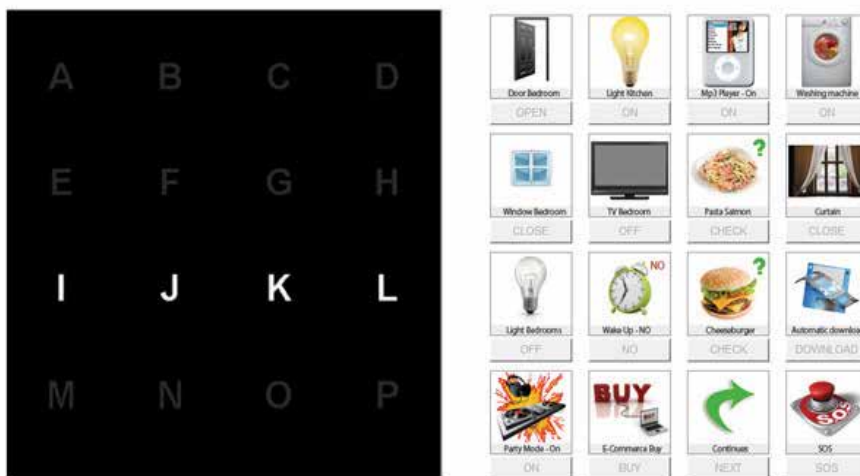 A B C D
E F G H
I J K L
M N O P
Door Bedroom Light Kitchen Mp3 Player - On Washing machine
OPEN ON ON ON
?
Window Bedroom TV Bedroom Pasta Salmon Curtain
CLOSE OFF CHECK CLOSE
NO ?
Light Bedrooms Wake Up - NO Cheeseburger Automatic downloa
OFF NO CHECK DOWNLOAD
BUY SOS
Party Mode - On E-Commerce Buy Continues SOS
ON BUY NEXT SOS